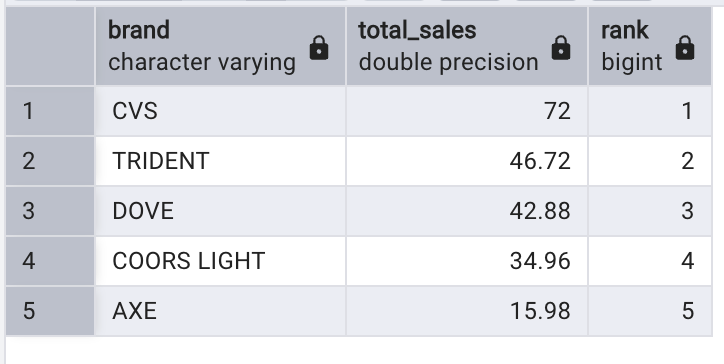 brand total_sales rank
character varying double precision bigint
1 CVS 72 1
2 TRIDENT 46.72 2
3 DOVE 42.88 3
4 COORS LIGHT 34.96 4
5 AXE 15.98 5